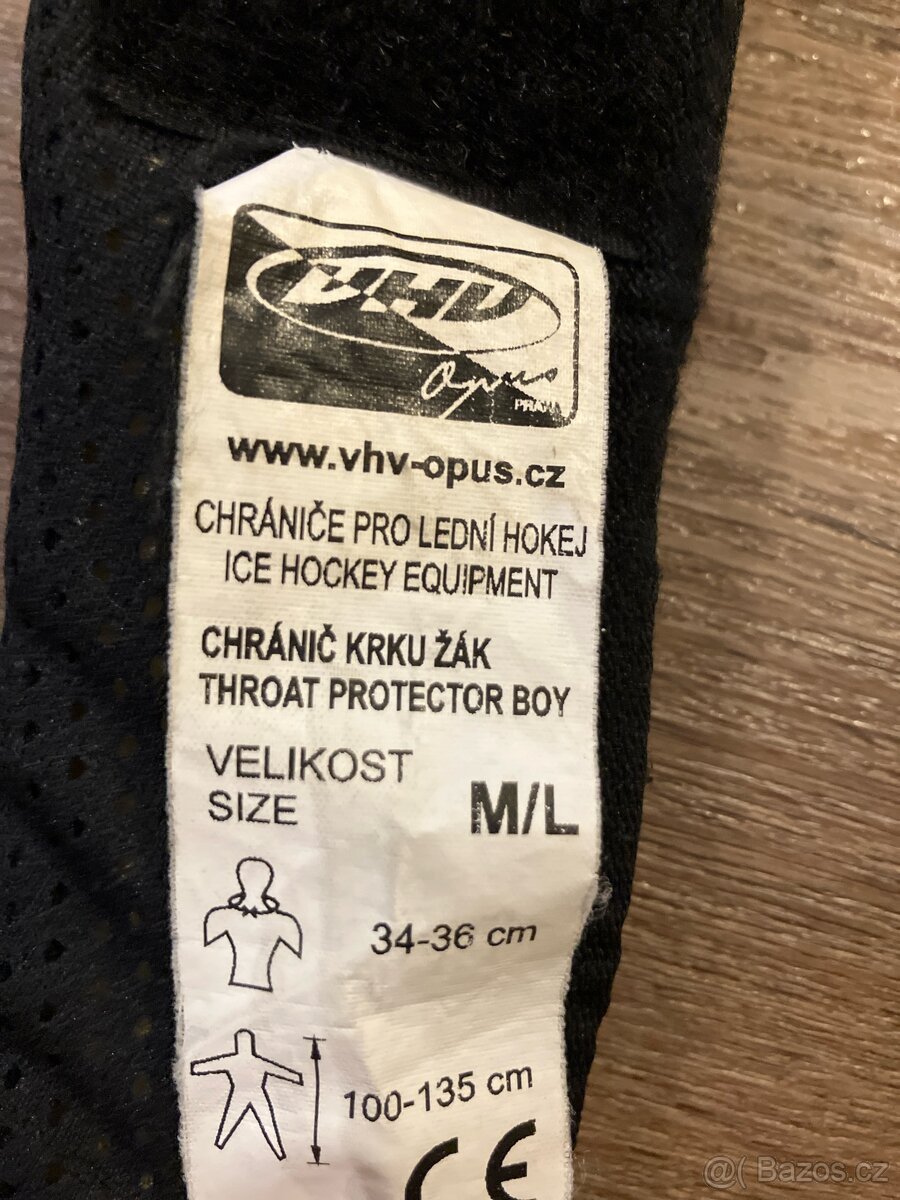 VHV
Opus
PRAHA
www.vhv-opus.cz
CHRÁNIČE PRO LEDNÍ HOKEJ
ICE HOCKEY EQUIPMENT
CHRÁNIČ KRKU ŽÁK
THROAT PROTECTOR BOY
VELIKOST
SIZE
M/L
34-36 cm
100-135 cm
CE
@( Bazos.cz